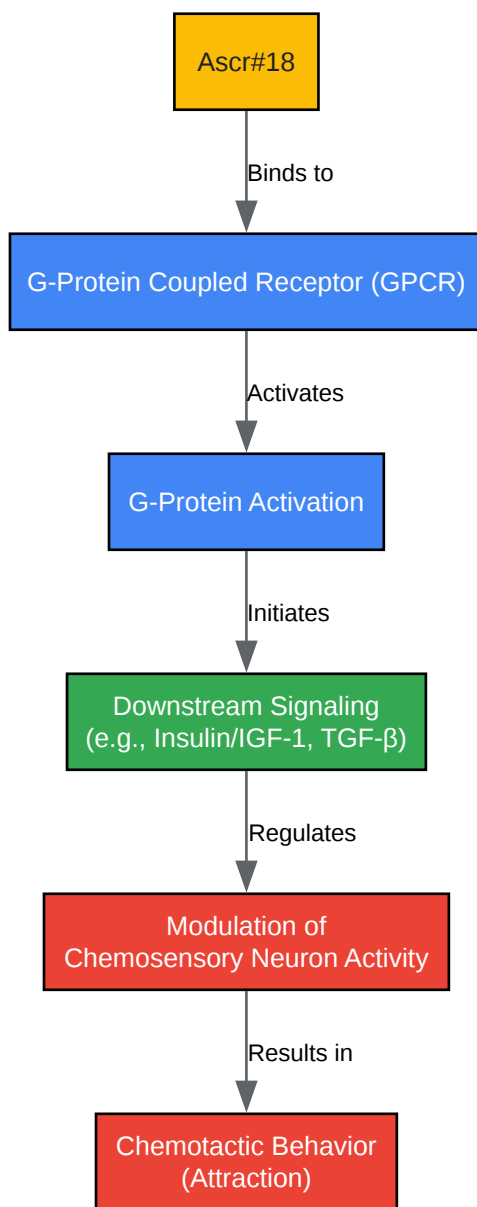 Ascr#18
Binds to
G-Protein Coupled Receptor (GPCR)
Activates
G-Protein Activation
Initiates
Downstream Signaling
(e.g., Insulin/IGF-1, TGF-β)
Regulates
Modulation of
Chemosensory Neuron Activity
Results in
Chemotactic Behavior
(Attraction)